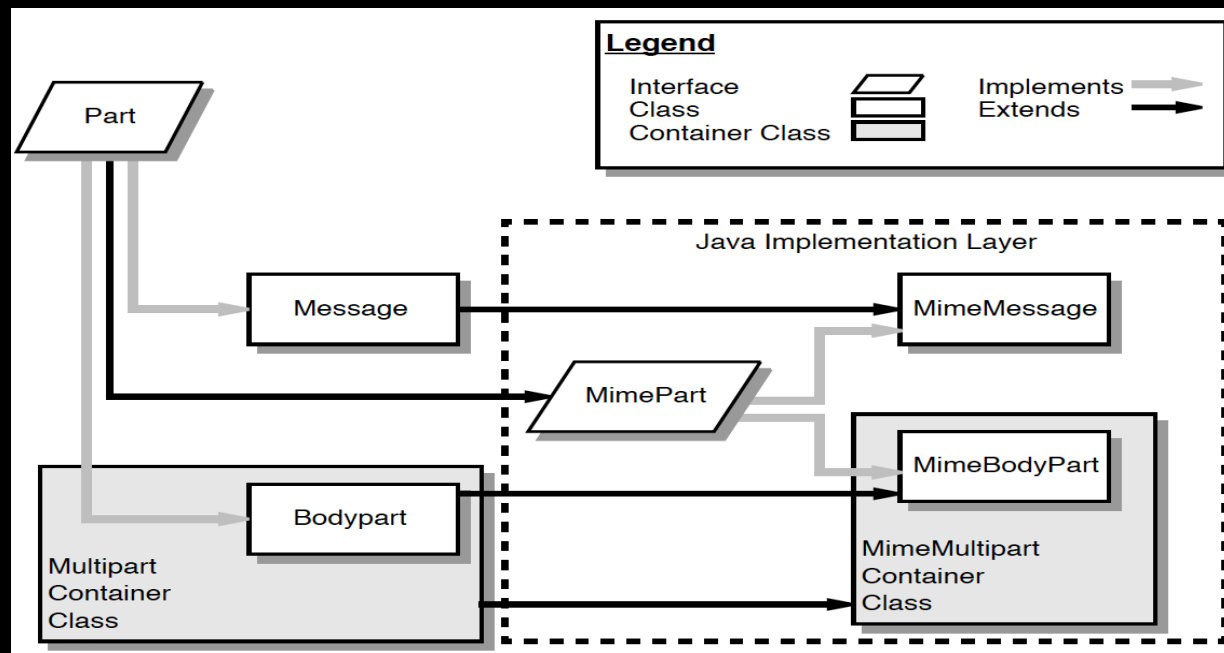 Legend
Interface
Class
Container Class
Implements
Extends
Part
Java Implementation Layer
Message
MimeMessage
MimePart
MimeBodyPart
Bodypart
Multipart
Container
Class
MimeMultipart
Container
Class